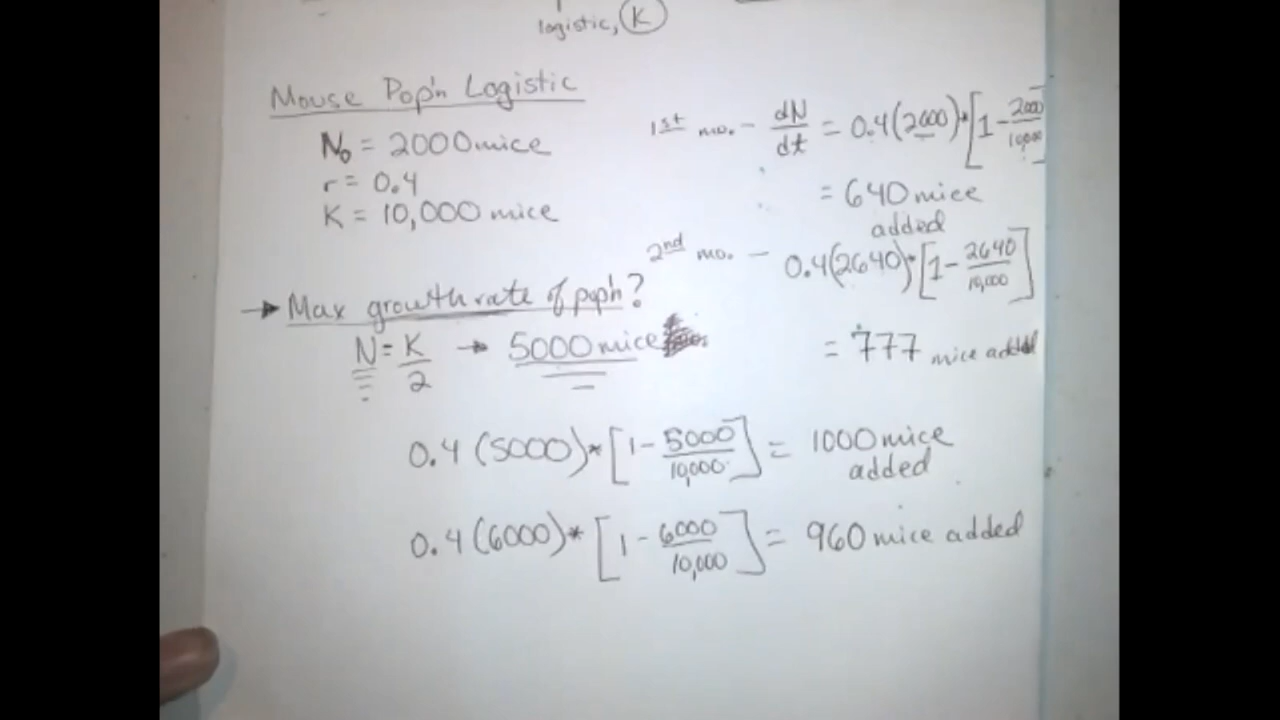 logistic, K
Mouse Pop'n Logistic
N₀ = 2000 mice
r = 0.4
K = 10,000 mice
→ Max growth rate of pop'n?
N = K/2 → 5000 mice
0.4 (5000) * [1 - 5000/10,000] = 1000 mice
added
0.4 (6000) * [1 - 6000/10,000] = 960 mice added
1st mo. - dN/dt = 0.4(2000) * [1 - 2000/10,000]
= 640 mice
added
2nd mo. - 0.4(2640) * [1 - 2640/10,000]
= 777 mice added